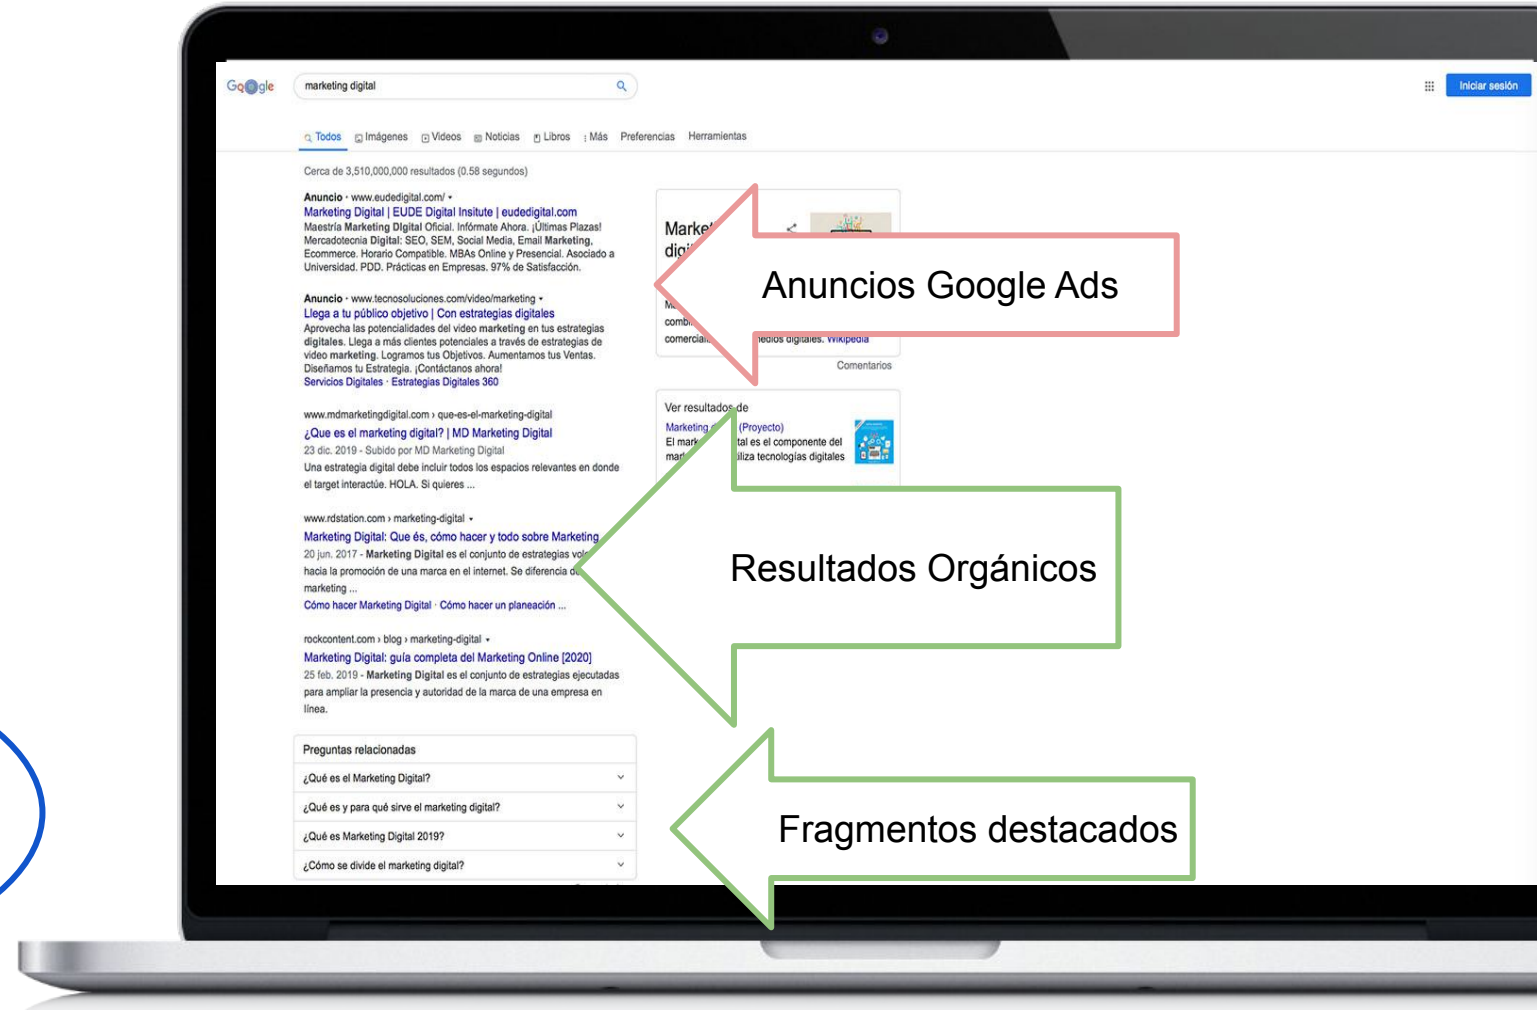 Google
marketing digital
Iniciar sesión
Todos Imágenes Videos Noticias Libros Más Preferencias Herramientas
Cerca de 3,510,000,000 resultados (0.58 segundos)
Anuncio · www.eudedigital.com/
Marketing Digital | EUDE Digital Insitute | eudedigital.com
Maestría Marketing DIgital Oficial. Infórmate Ahora. ¡Últimas Plazas!
Mercadotecnia Digital: SEO, SEM, Social Media, Email Marketing,
Ecommerce. Horario Compatible. MBAs Online y Presencial. Asociado a
Universidad. PDD. Prácticas en Empresas. 97% de Satisfacción.
Anuncio · www.tecnosoluciones.com/video/marketing
Llega a tu público objetivo | Con estrategias digitales
Aprovecha las potencialidades del video marketing en tus estrategias
digitales. Llega a más clientes potenciales a través de estrategias de
video marketing. Logramos tus Objetivos. Aumentamos tus Ventas.
Diseñamos tu Estrategia. ¡Contáctanos ahora!
Servicios Digitales · Estrategias Digitales 360
www.mdmarketingdigital.com › que-es-el-marketing-digital
¿Que es el marketing digital? | MD Marketing Digital
23 dic. 2019 - Subido por MD Marketing Digital
Una estrategia digital debe incluir todos los espacios relevantes en donde
el target interactúe. HOLA. Si quieres ...
www.rdstation.com › marketing-digital
Marketing Digital: Que és, cómo hacer y todo sobre Marketing
20 jun. 2017 - Marketing Digital es el conjunto de estrategias
hacia la promoción de una marca en el internet. Se diferencia
marketing ...
Cómo hacer Marketing Digital · Cómo hacer un planeación ...
rockcontent.com › blog › marketing-digital
Marketing Digital: guía completa del Marketing Online [2020]
25 feb. 2019 - Marketing Digital es el conjunto de estrategias ejecutadas
para ampliar la presencia y autoridad de la marca de una empresa en
línea.
Preguntas relacionadas
¿Qué es el Marketing Digital?
¿Qué es y para qué sirve el marketing digital?
¿Qué es Marketing Digital 2019?
¿Cómo se divide el marketing digital?
digitales. Wikipedia
Comentarios
Ver resultados de
Marketing (Proyecto)
El es el componente del
tecnologías digitales
Anuncios Google Ads
Resultados Orgánicos
Fragmentos destacados